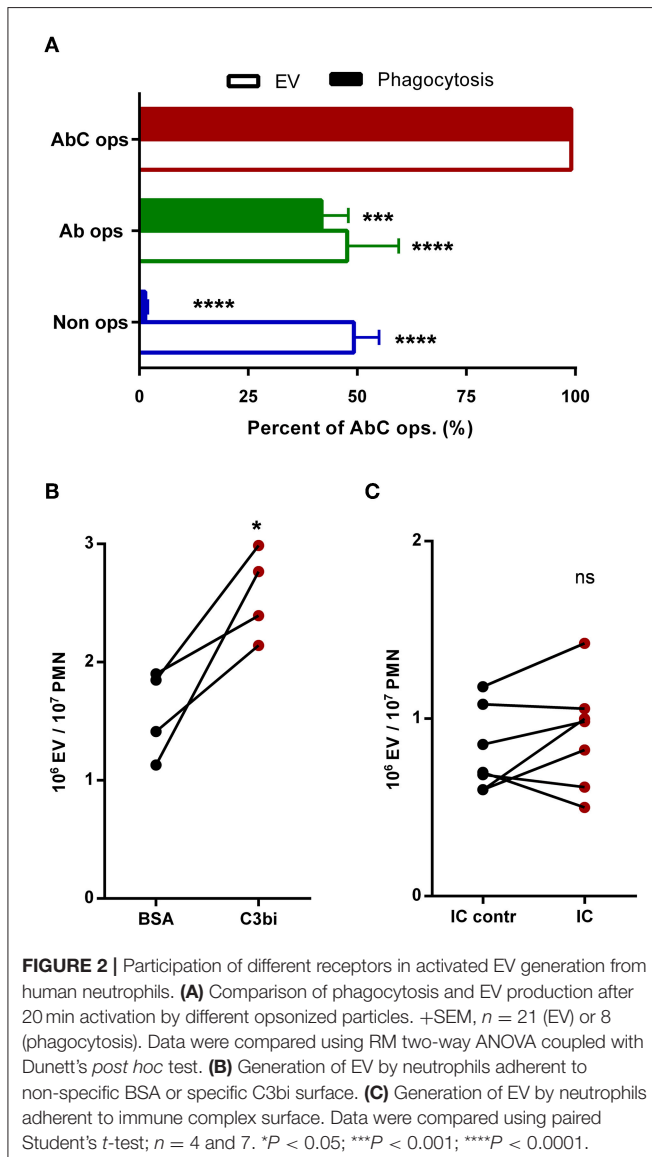 A
EV Phagocytosis
AbC ops
Ab ops
***
****
Non ops
****
****
0 25 50 75 100
Percent of AbC ops. (%)
B
C
3
2
1
0
10⁶ EV / 10⁷ PMN
*
BSA C3bi
2
1
0
10⁶ EV / 10⁷ PMN
ns
IC contr IC
FIGURE 2 | Participation of different receptors in activated EV generation from
human neutrophils. (A) Comparison of phagocytosis and EV production after
20 min activation by different opsonized particles. +SEM, n = 21 (EV) or 8
(phagocytosis). Data were compared using RM two-way ANOVA coupled with
Dunett's post hoc test. (B) Generation of EV by neutrophils adherent to
non-specific BSA or specific C3bi surface. (C) Generation of EV by neutrophils
adherent to immune complex surface. Data were compared using paired
Student's t-test; n = 4 and 7. *P < 0.05; ***P < 0.001; ****P < 0.0001.